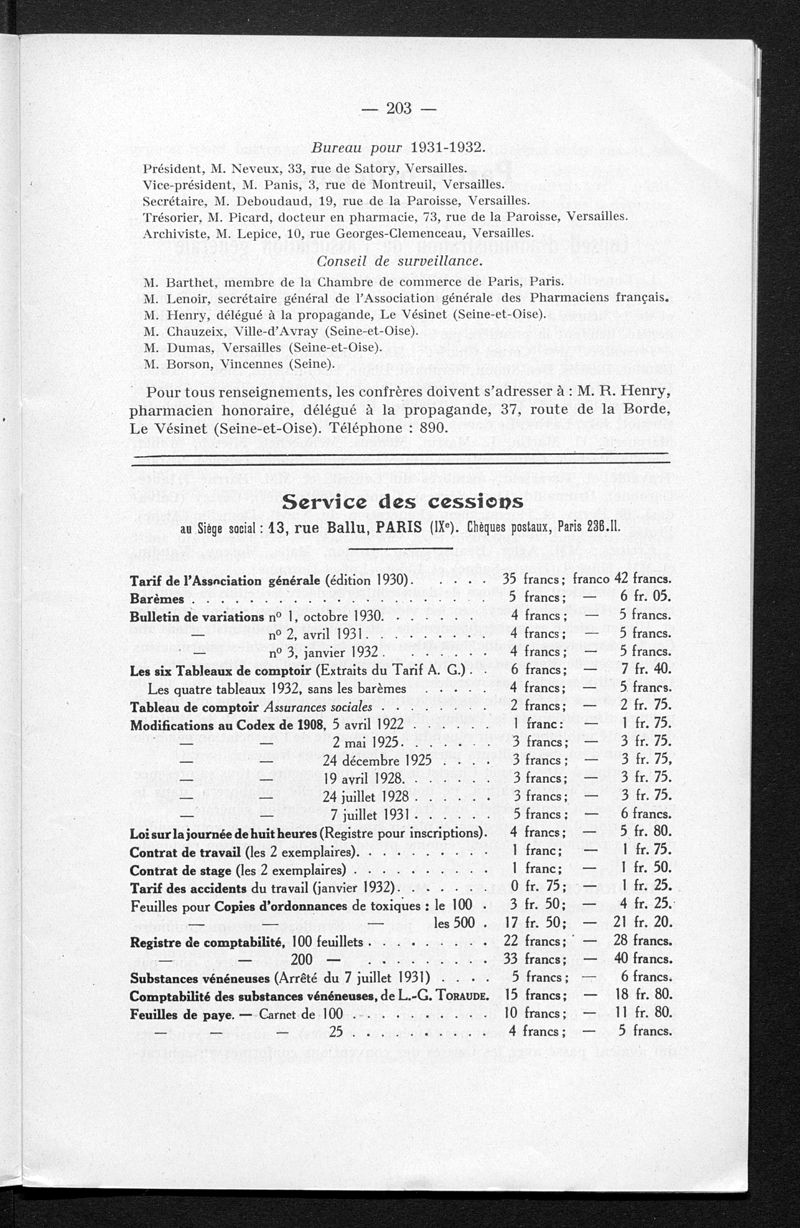 — 203 —
Bureau pour 1931-1932.
Président, M. Neveux, 33, rue de Satory, Versailles.
Vice-président, M. Panis, 3, rue de Montreuil, Versailles.
Secrétaire, M. Deboudaud, 19, rue de la Paroisse, Versailles.
Trésorier, M. Picard, docteur en pharmacie, 73, rue de la Paroisse, Versailles.
Archiviste, M. Lepice, 10, rue Georges-Clemenceau, Versailles.
Conseil de surveillance.
M. Barthet, membre de la Chambre de commerce de Paris, Paris.
M. Lenoir, secrétaire général de l'Association générale des Pharmaciens français.
M. Henry, délégué à la propagande, Le Vésinet (Seine-et-Oise).
M. Chauzeix, Ville-d'Avray (Seine-et-Oise).
M. Dumas, Versailles (Seine-et-Oise).
M. Borson, Vincennes (Seine).
Pour tous renseignements, les confrères doivent s'adresser à : M. R. Henry,
pharmacien honoraire, délégué à la propagande, 37, route de la Borde,
Le Vésinet (Seine-et-Oise). Téléphone : 890.
Service des cessions
au Siège social : 13, rue Ballu, PARIS (IXe). Chèques postaux, Paris 236.II.
Tarif de l'Association générale (édition 1930). . . . . 35 francs; franco 42 francs.
Barèmes . . . . . . . . . . . . . . . . . . . . 5 francs; — 6 fr. 05.
Bulletin de variations no 1, octobre 1930. . . . . . . 4 francs; — 5 francs.
— no 2, avril 1931. . . . . . . . . 4 francs; — 5 francs.
— no 3, janvier 1932 . . . . . . . 4 francs; — 5 francs.
Les six Tableaux de comptoir (Extraits du Tarif A. G.) . . 6 francs; — 7 fr. 40.
Les quatre tableaux 1932, sans les barèmes . . . . . 4 francs; — 5 francs.
Tableau de comptoir Assurances sociales . . . . . . . . 2 francs; — 2 fr. 75.
Modifications au Codex de 1908, 5 avril 1922 . . . . . . 1 franc: — 1 fr. 75.
— — 2 mai 1925. . . . . . . 3 francs; — 3 fr. 75.
— — 24 décembre 1925 . . . . 3 francs; — 3 fr. 75,
— — 19 avril 1928. . . . . . . 3 francs; — 3 fr. 75.
— — 24 juillet 1928 . . . . . . 3 francs; — 3 fr. 75.
— — 7 juillet 1931 . . . . . . 5 francs: — 6 francs.
Loi sur la journée de huit heures (Registre pour inscriptions). 4 francs; — 5 fr. 80.
Contrat de travail (les 2 exemplaires). . . . . . . . . . 1 franc; — 1 fr. 75.
Contrat de stage (les 2 exemplaires) . . . . . . . . . . 1 franc; — 1 fr. 50.
Tarif des accidents du travail (janvier 1932). . . . . . . 0 fr. 75; — 1 fr. 25.
Feuilles pour Copies d'ordonnances de toxiques : le 100 . 3 fr. 50; — 4 fr. 25.
— — — les 500 . 17 fr. 50; — 21 fr. 20.
Registre de comptabilité, 100 feuillets . . . . . . . . . 22 francs; — 28 francs.
— — 200 — . . . . . . . . . 33 francs; — 40 francs.
Substances vénéneuses (Arrêté du 7 juillet 1931) . . . . 5 francs; — 6 francs.
Comptabilité des substances vénéneuses, de L.-G. TORAUDE. 15 francs; — 18 fr. 80.
Feuilles de paye. — Carnet de 100 . . . . . . . . . . 10 francs; — 11 fr. 80.
— — — 25 . . . . . . . . . . 4 francs; — 5 francs.